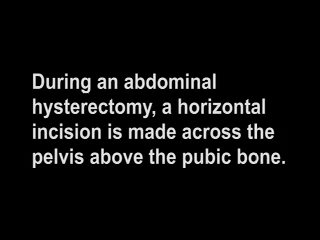 During an abdominal
hysterectomy, a horizontal
incision is made across the
pelvis above the pubic bone.